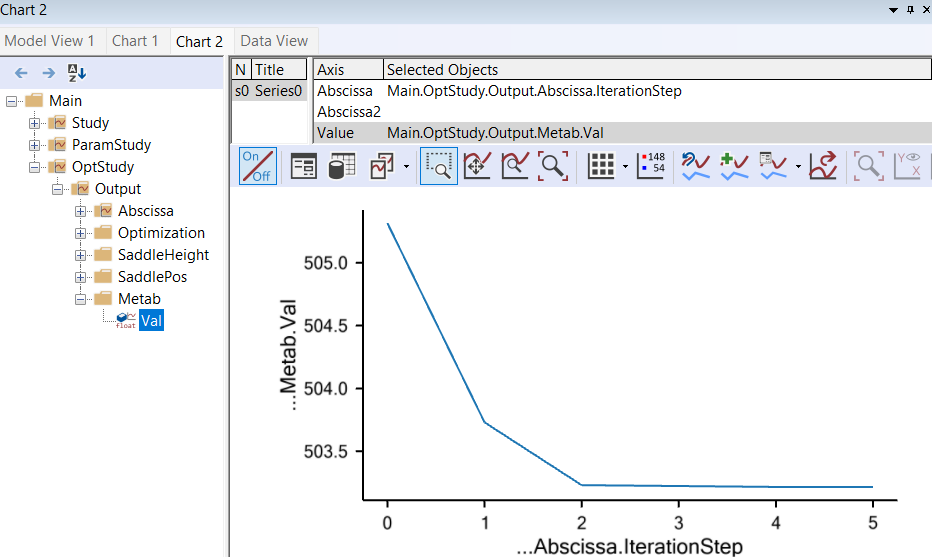 Chart 2
Model View 1 Chart 1 Chart 2 Data View
A Z
N Title Axis Selected Objects
s0 Series0 Abscissa Main.OptStudy.Output.Abscissa.IterationStep
Abscissa2
Value Main.OptStudy.Output.Metab.Val
On Off 148 54 Y X
Main
Study
ParamStudy
OptStudy
Output
Abscissa
Optimization
SaddleHeight
SaddlePos
Metab
float Val
...Metab.Val
505.0
504.5
504.0
503.5
0 1 2 3 4 5
...Abscissa.IterationStep